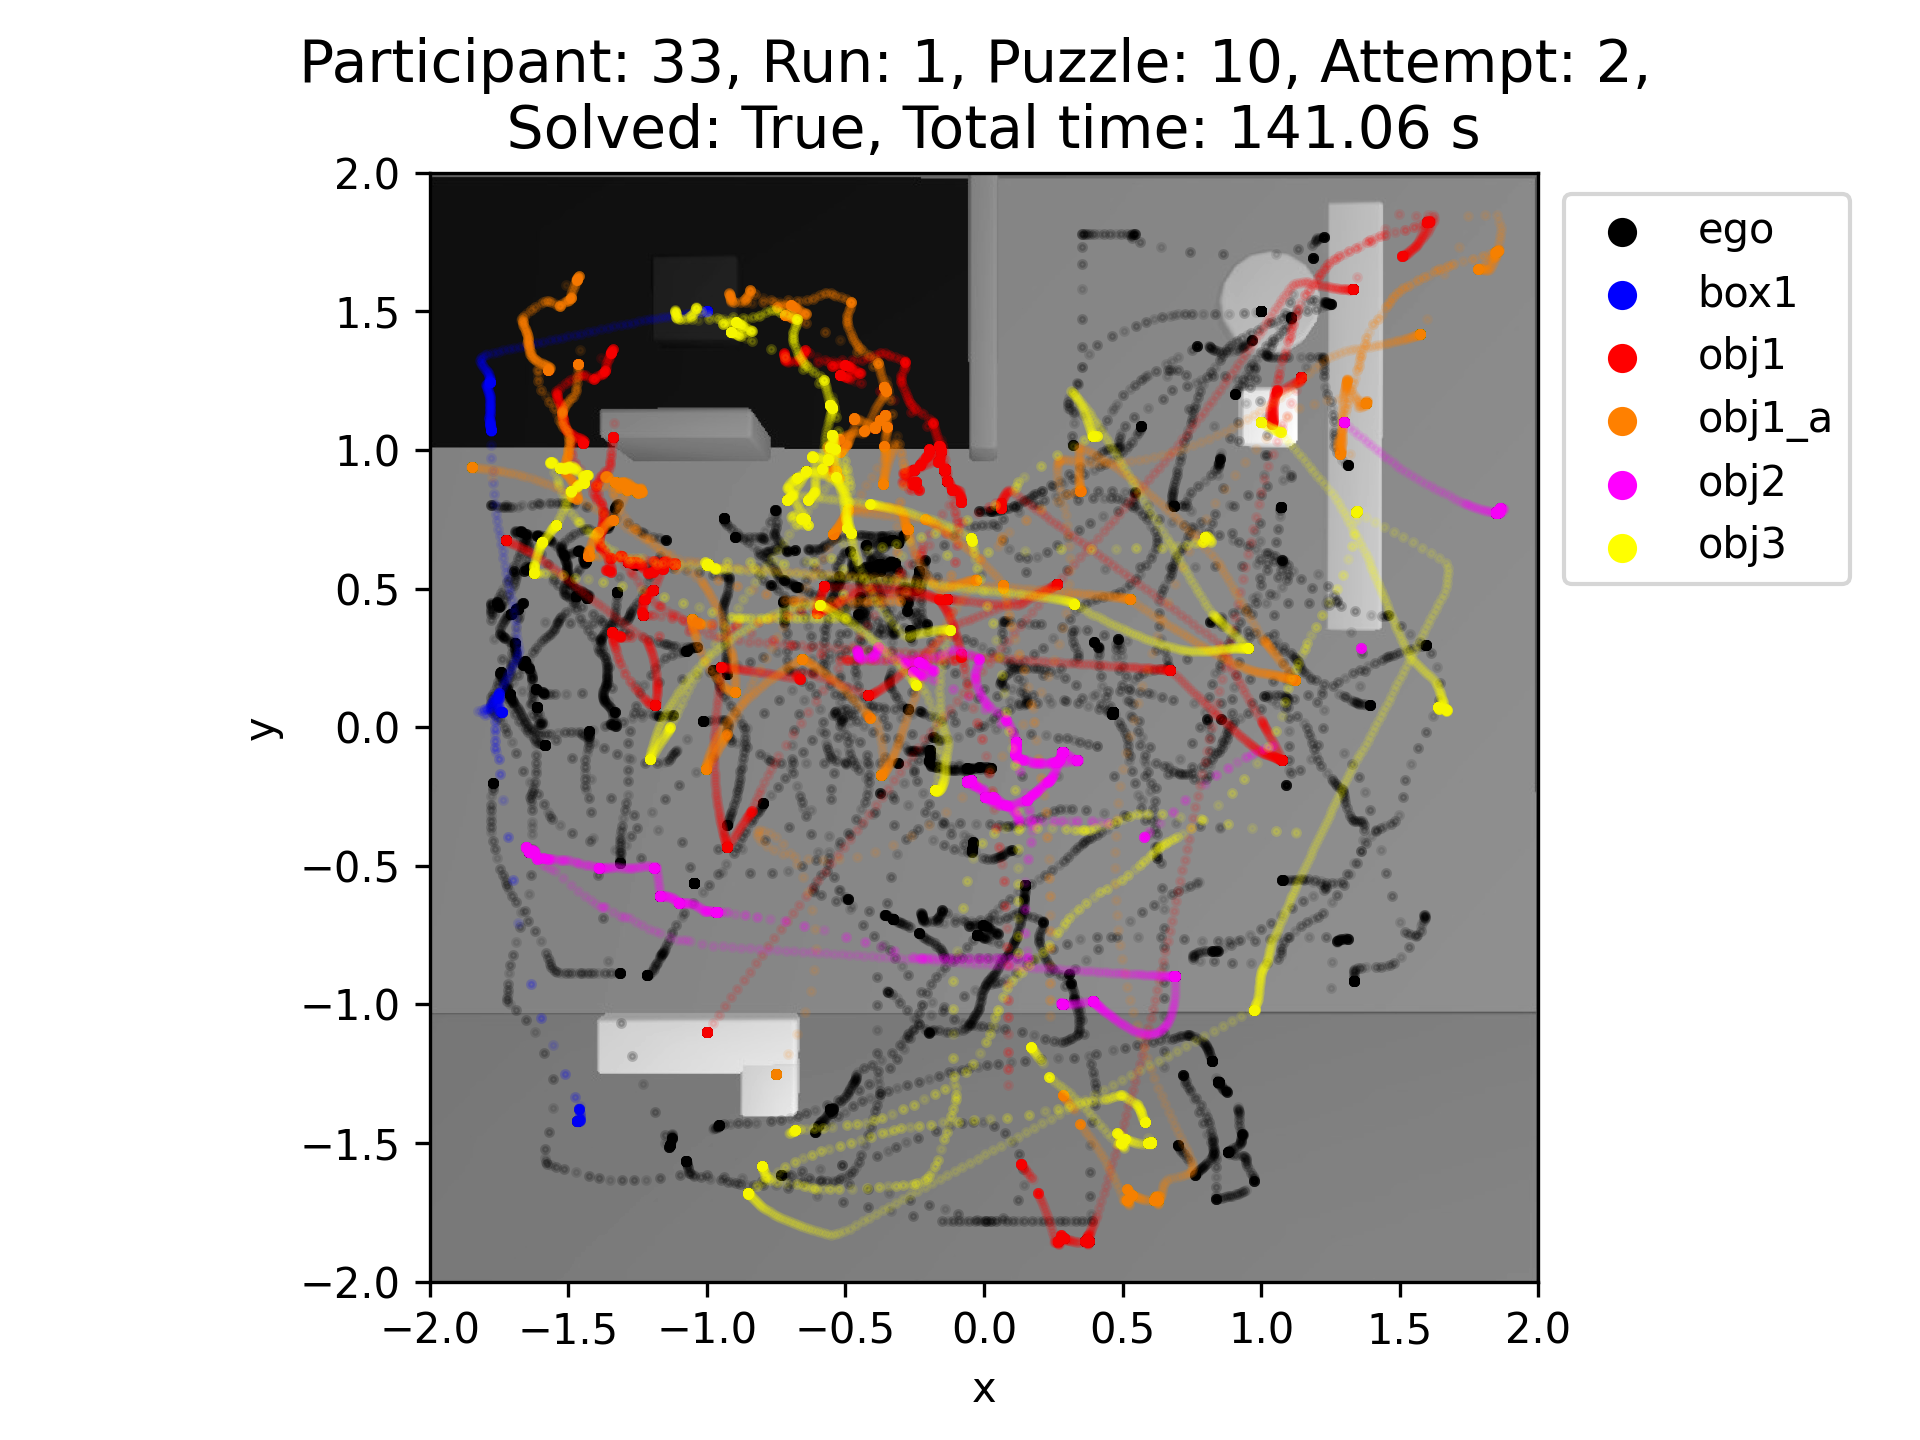 Participant: 33, Run: 1, Puzzle: 10, Attempt: 2,
Solved: True, Total time: 141.06 s
2.0
1.5
1.0
0.5
0.0
−0.5
−1.0
−1.5
−2.0
y
−2.0 −1.5 −1.0 −0.5 0.0 0.5 1.0 1.5 2.0
x
ego
box1
obj1
obj1_a
obj2
obj3